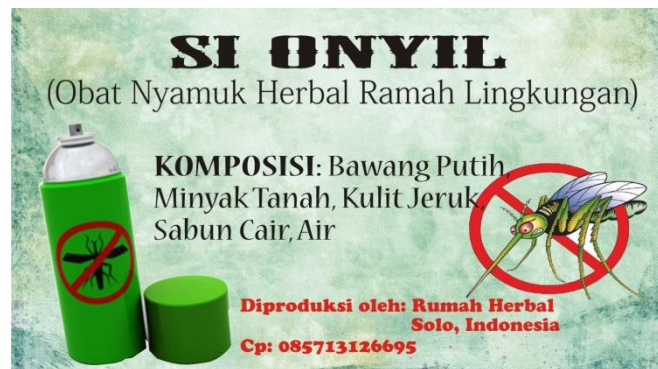 SI ONYIL
(Obat Nyamuk Herbal Ramah Lingkungan)
KOMPOSISI: Bawang Putih,
Minyak Tanah, Kulit Jeruk,
Sabun Cair, Air
Diproduksi oleh: Rumah Herbal
Solo, Indonesia
Cp: 085713126695